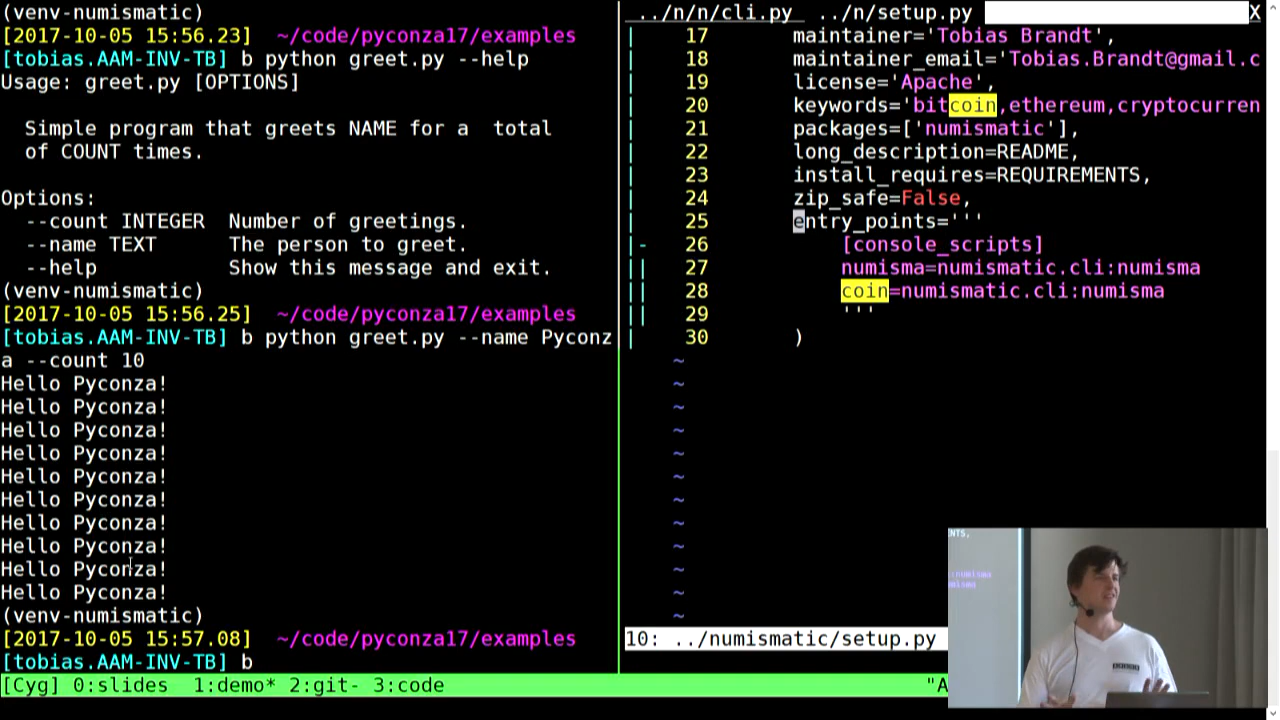 (venv-numismatic)
[2017-10-05 15:56.23]  ~/code/pyconza17/examples
[tobias.AAM-INV-TB] b python greet.py --help
Usage: greet.py [OPTIONS]
  Simple program that greets NAME for a  total
  of COUNT times.
Options:
  --count INTEGER  Number of greetings.
  --name TEXT      The person to greet.
  --help           Show this message and exit.
(venv-numismatic)
[2017-10-05 15:56.25]  ~/code/pyconza17/examples
[tobias.AAM-INV-TB] b python greet.py --name Pyconz
a --count 10
Hello Pyconza!
Hello Pyconza!
Hello Pyconza!
Hello Pyconza!
Hello Pyconza!
Hello Pyconza!
Hello Pyconza!
Hello Pyconza!
Hello Pyconza!
Hello Pyconza!
(venv-numismatic)
[2017-10-05 15:57.08]  ~/code/pyconza17/examples
[tobias.AAM-INV-TB] b
../n/n/cli.py  ../n/setup.py  X
17  maintainer='Tobias Brandt',
18  maintainer_email='Tobias.Brandt@gmail.c
19  license='Apache',
20  keywords='bitcoin,ethereum,cryptocurren
21  packages=['numismatic'],
22  long_description=README,
23  install_requires=REQUIREMENTS,
24  zip_safe=False,
25  entry_points='''
26      [console_scripts]
27      numisma=numismatic.cli:numisma
28      coin=numismatic.cli:numisma
29      '''
30  )
~
~
~
~
~
~
~
~
~
~
~
~
10: ../numismatic/setup.py
[Cyg] 0:slides  1:demo* 2:git- 3:code  "A